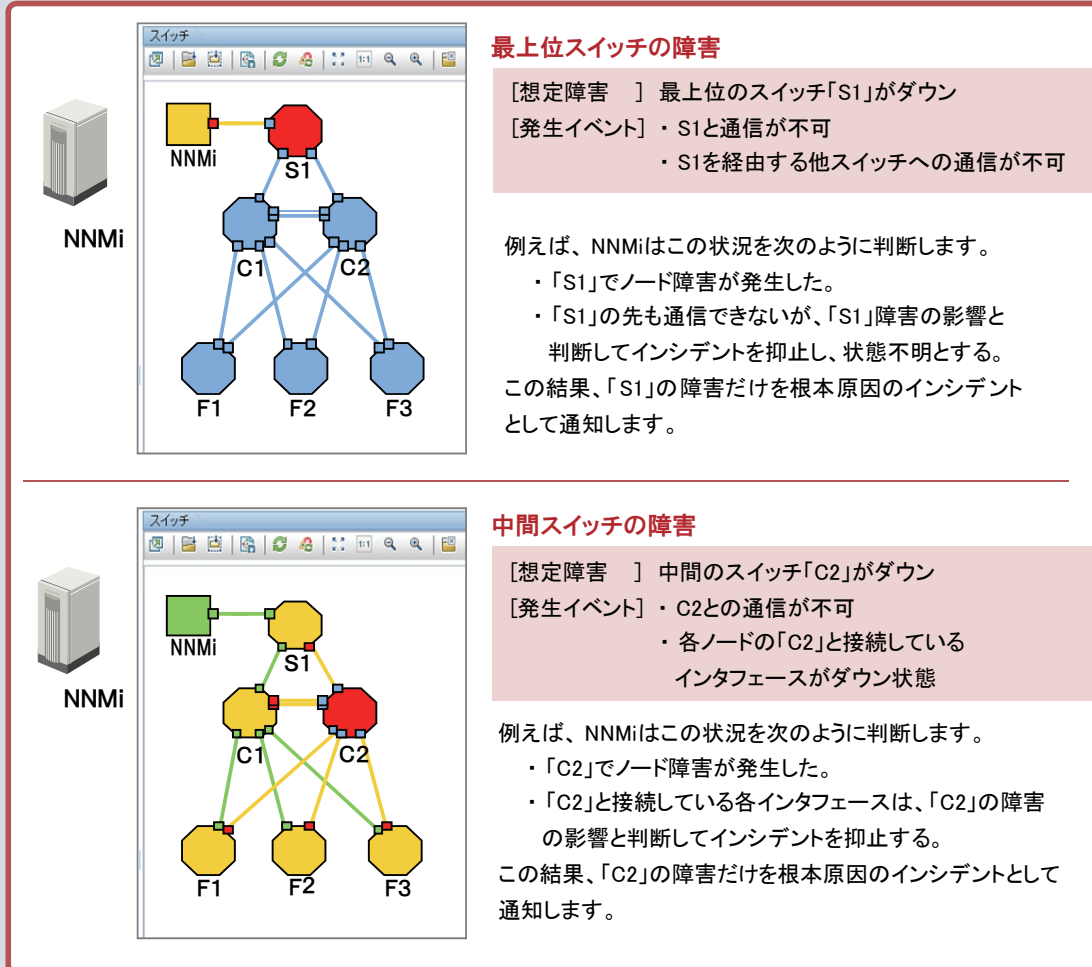 スイッチ
1:1
NNMi
S1
C1
C2
F1
F2
F3
NNMi
最上位スイッチの障害
[想定障害　] 最上位のスイッチ「S1」がダウン
[発生イベント] ・S1と通信が不可
・S1を経由する他スイッチへの通信が不可
例えば、NNMiはこの状況を次のように判断します。
・「S1」でノード障害が発生した。
・「S1」の先も通信できないが、「S1」障害の影響と
判断してインシデントを抑止し、状態不明とする。
この結果、「S1」の障害だけを根本原因のインシデント
として通知します。
スイッチ
1:1
NNMi
S1
C1
C2
F1
F2
F3
NNMi
中間スイッチの障害
[想定障害　] 中間のスイッチ「C2」がダウン
[発生イベント] ・C2との通信が不可
・各ノードの「C2」と接続している
インタフェースがダウン状態
例えば、NNMiはこの状況を次のように判断します。
・「C2」でノード障害が発生した。
・「C2」と接続している各インタフェースは、「C2」の障害
の影響と判断してインシデントを抑止する。
この結果、「C2」の障害だけを根本原因のインシデントとして
通知します。